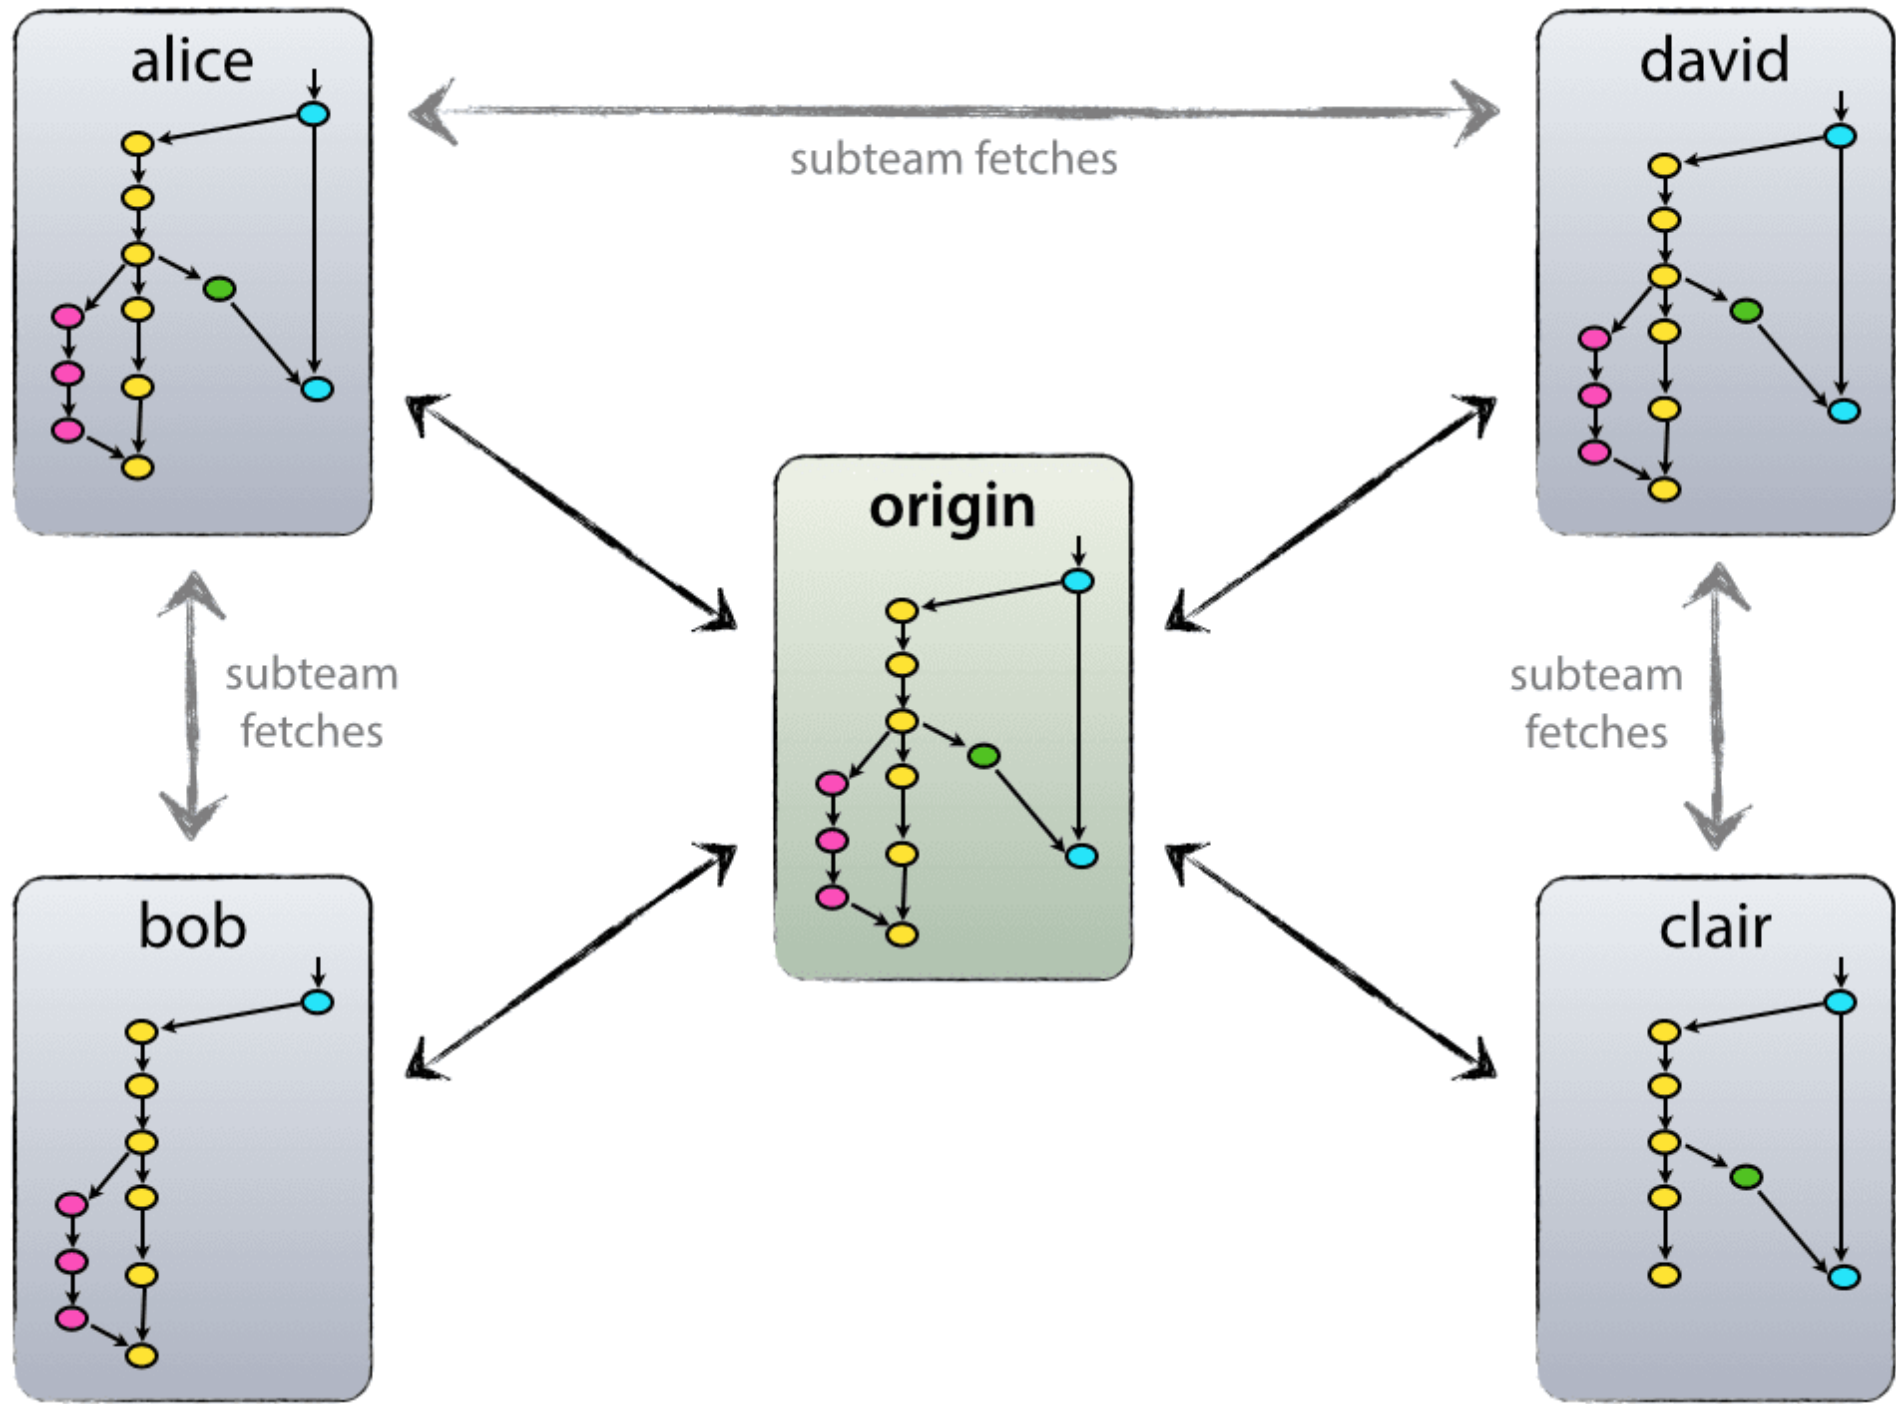 alice
david
subteam fetches
origin
subteam
fetches
subteam
fetches
bob
clair